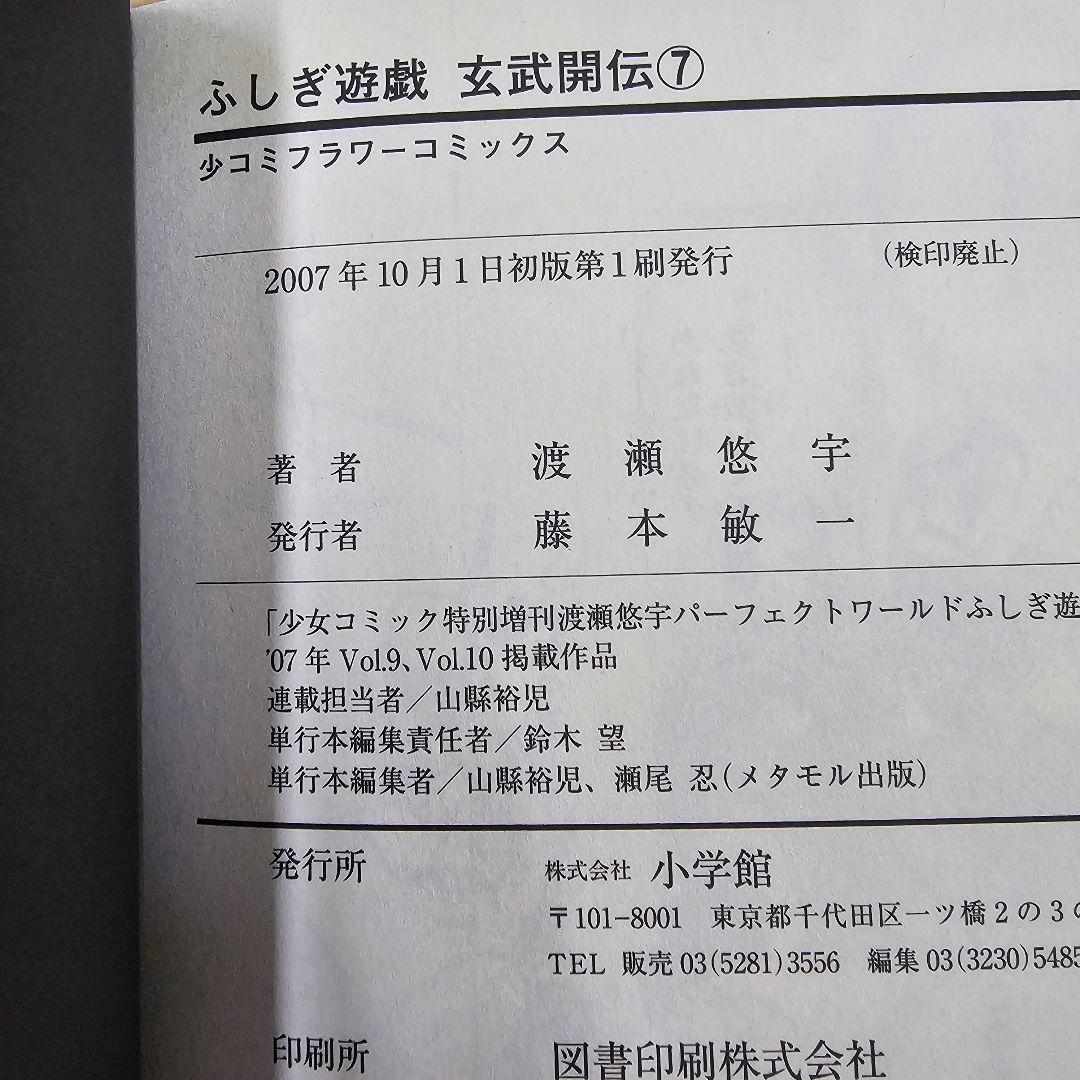 ふしぎ遊戯 玄武開伝⑦
少コミフラワーコミックス
2007年10月1日初版第1刷発行 (検印廃止)
著 者 渡 瀬 悠 宇
発行者 藤 本 敏 一
「少女コミック特別増刊渡瀬悠宇パーフェクトワールドふしぎ遊
'07年 Vol.9、Vol.10 掲載作品
連載担当者／山縣裕児
単行本編集責任者／鈴木 望
単行本編集者／山縣裕児、瀬尾 忍(メタモル出版)
発行所 株式会社 小学館
〒101-8001 東京都千代田区一ツ橋2の3の
TEL 販売03(5281)3556 編集03(3230)5485
印刷所 図書印刷株式会社